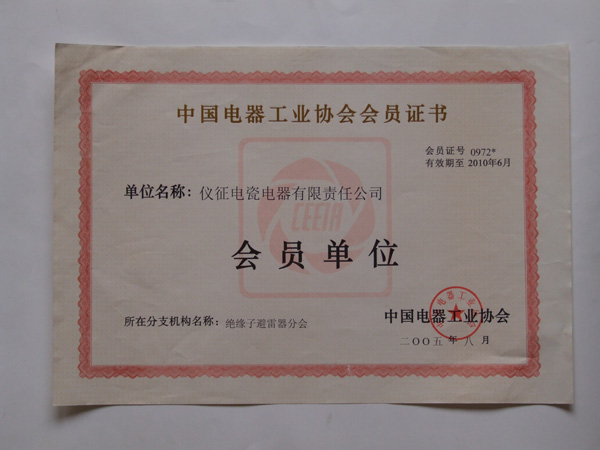 中国电器工业协会会员证书
会员证号 0972*
有效期至 2010年6月
单位名称：仪征电瓷电器有限责任公司
CEEIA
会员单位
所在分支机构名称：绝缘子避雷器分会
中国电器工业协会
二〇〇五年八月